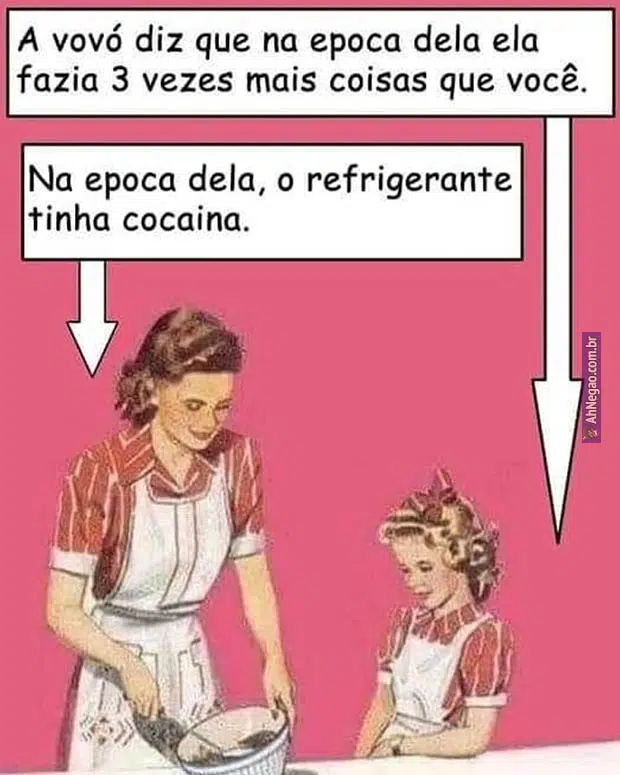 A vovó diz que na epoca dela ela
fazia 3 vezes mais coisas que você.
Na epoca dela, o refrigerante
tinha cocaina.
AhNegao.com.br